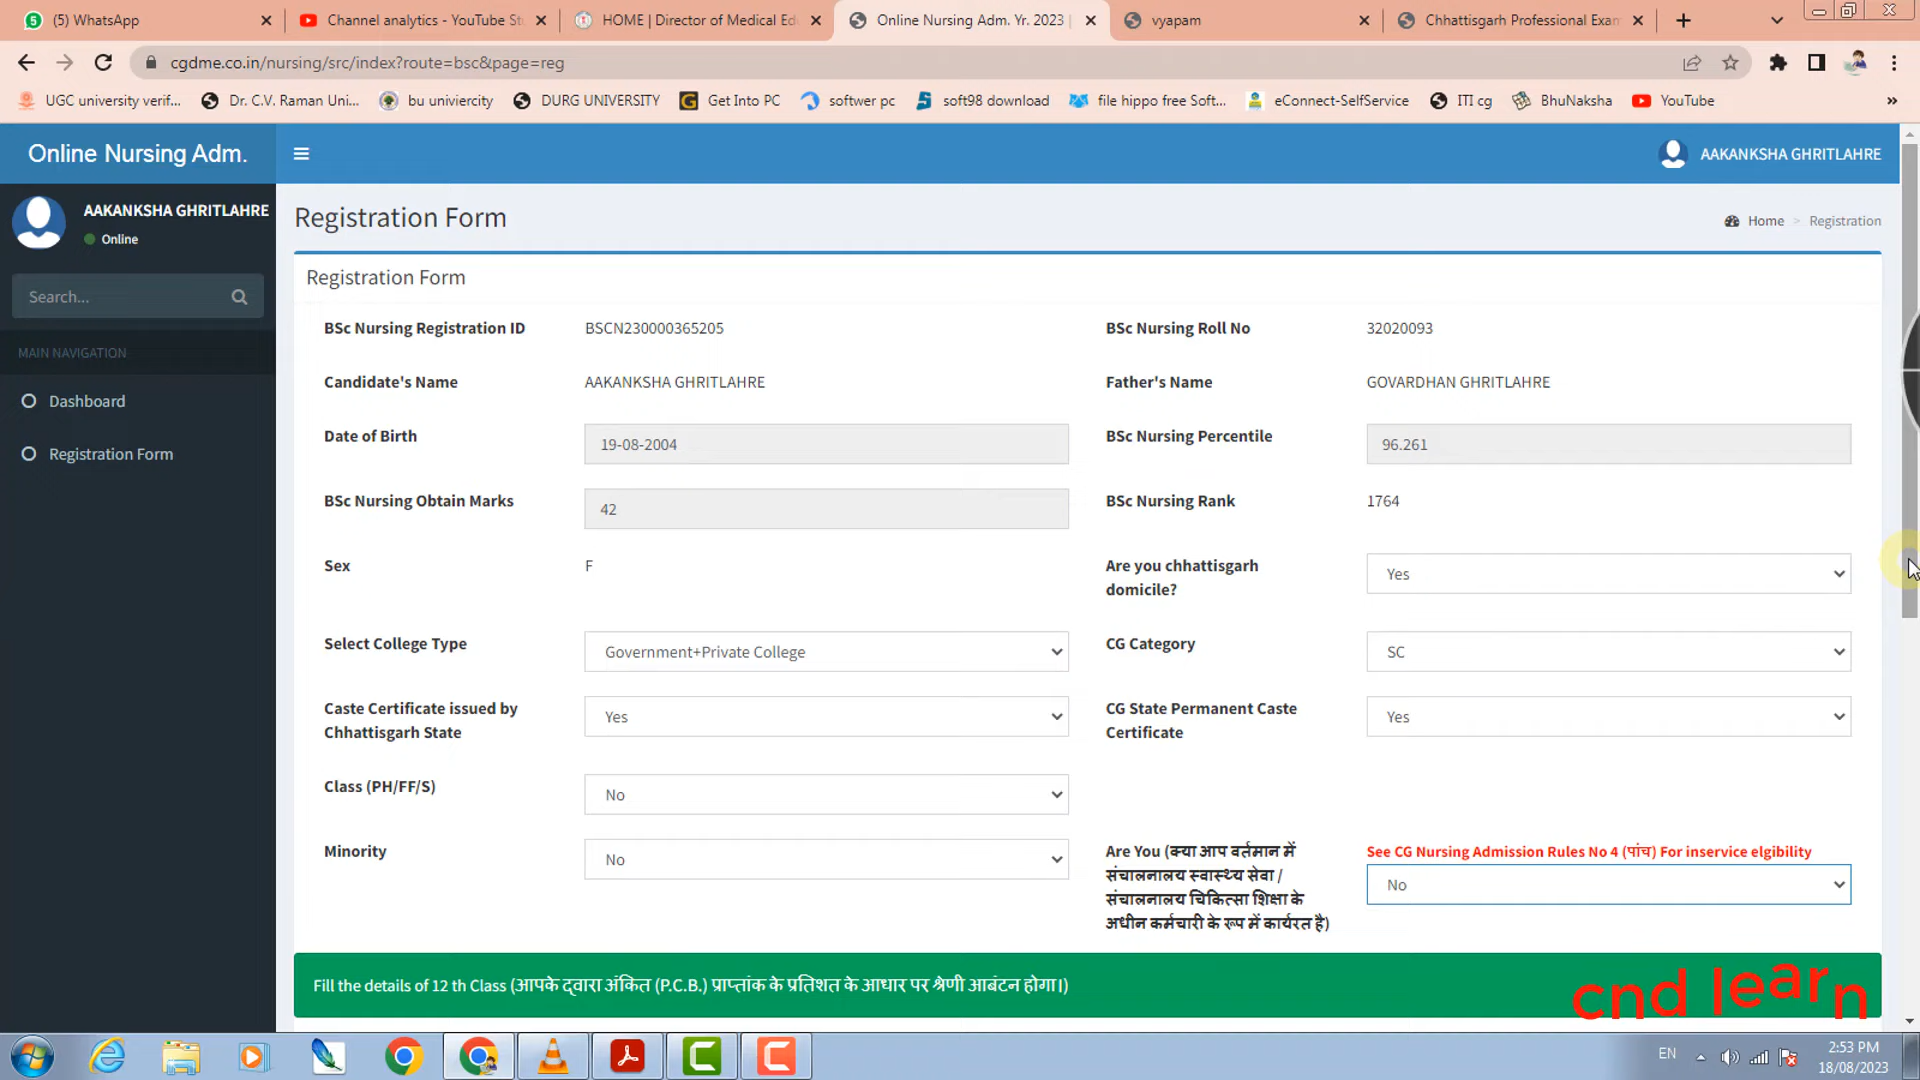 (5) WhatsApp
Channel analytics - YouTube St
HOME | Director of Medical Ed
Online Nursing Adm. Yr. 2023 |
vyapam
Chhattisgarh Professional Exam
cgdme.co.in/nursing/src/index?route=bsc&page=reg
UGC university verif...
Dr. C.V. Raman Uni...
bu univiercity
DURG UNIVERSITY
Get Into PC
softwer pc
soft98 download
file hippo free Soft...
eConnect-SelfService
ITI cg
BhuNaksha
YouTube
»
Online Nursing Adm.
AAKANKSHA GHRITLAHRE
AAKANKSHA GHRITLAHRE
Online
Search...
MAIN NAVIGATION
Dashboard
Registration Form
Registration Form
Home > Registration
Registration Form
BSc Nursing Registration ID BSCN230000365205 BSc Nursing Roll No 32020093
Candidate's Name AAKANKSHA GHRITLAHRE Father's Name GOVARDHAN GHRITLAHRE
Date of Birth 19-08-2004 BSc Nursing Percentile 96.261
BSc Nursing Obtain Marks 42 BSc Nursing Rank 1764
Sex F Are you chhattisgarh
domicile? Yes
Select College Type Government+Private College CG Category SC
Caste Certificate issued by
Chhattisgarh State Yes
CG State Permanent Caste
Certificate Yes
Class (PH/FF/S) No
Minority No
Are You (क्या आप वर्तमान में
संचालनालय स्वास्थ्य सेवा /
संचालनालय चिकित्सा शिक्षा के
अधीन कर्मचारी के रूप में कार्यरत है)
See CG Nursing Admission Rules No 4 (पांच) For inservice elgibility
No
Fill the details of 12 th Class (आपके द्वारा अंकित (P.C.B.) प्राप्तांक के प्रतिशत के आधार पर श्रेणी आबंटन होगा।)
cnd learn
EN
2:53 PM
18/08/2023